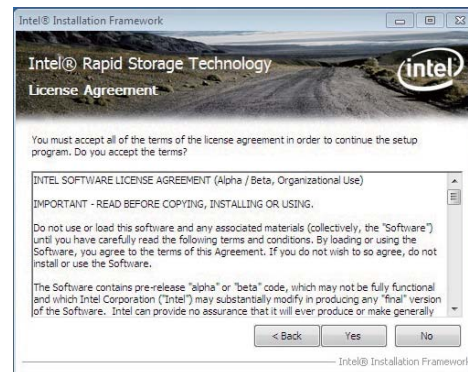 Intel® Installation Framework
Intel® Rapid Storage Technology
License Agreement
intel
You must accept all of the terms of the license agreement in order to continue the setup
program. Do you accept the terms?
INTEL SOFTWARE LICENSE AGREEMENT (Alpha / Beta, Organizational Use)
IMPORTANT - READ BEFORE COPYING, INSTALLING OR USING.
Do not use or load this software and any associated materials (collectively, the "Software")
until you have carefully read the following terms and conditions. By loading or using the
Software, you agree to the terms of this Agreement. If you do not wish to so agree, do not
install or use the Software.
The Software contains pre-release "alpha" or "beta" code, which may not be fully functional
and which Intel Corporation ("Intel") may substantially modify in producing any "final" version
of the Software. Intel can provide no assurance that it will ever produce or make generally
< Back
Yes
No
Intel® Installation Framework